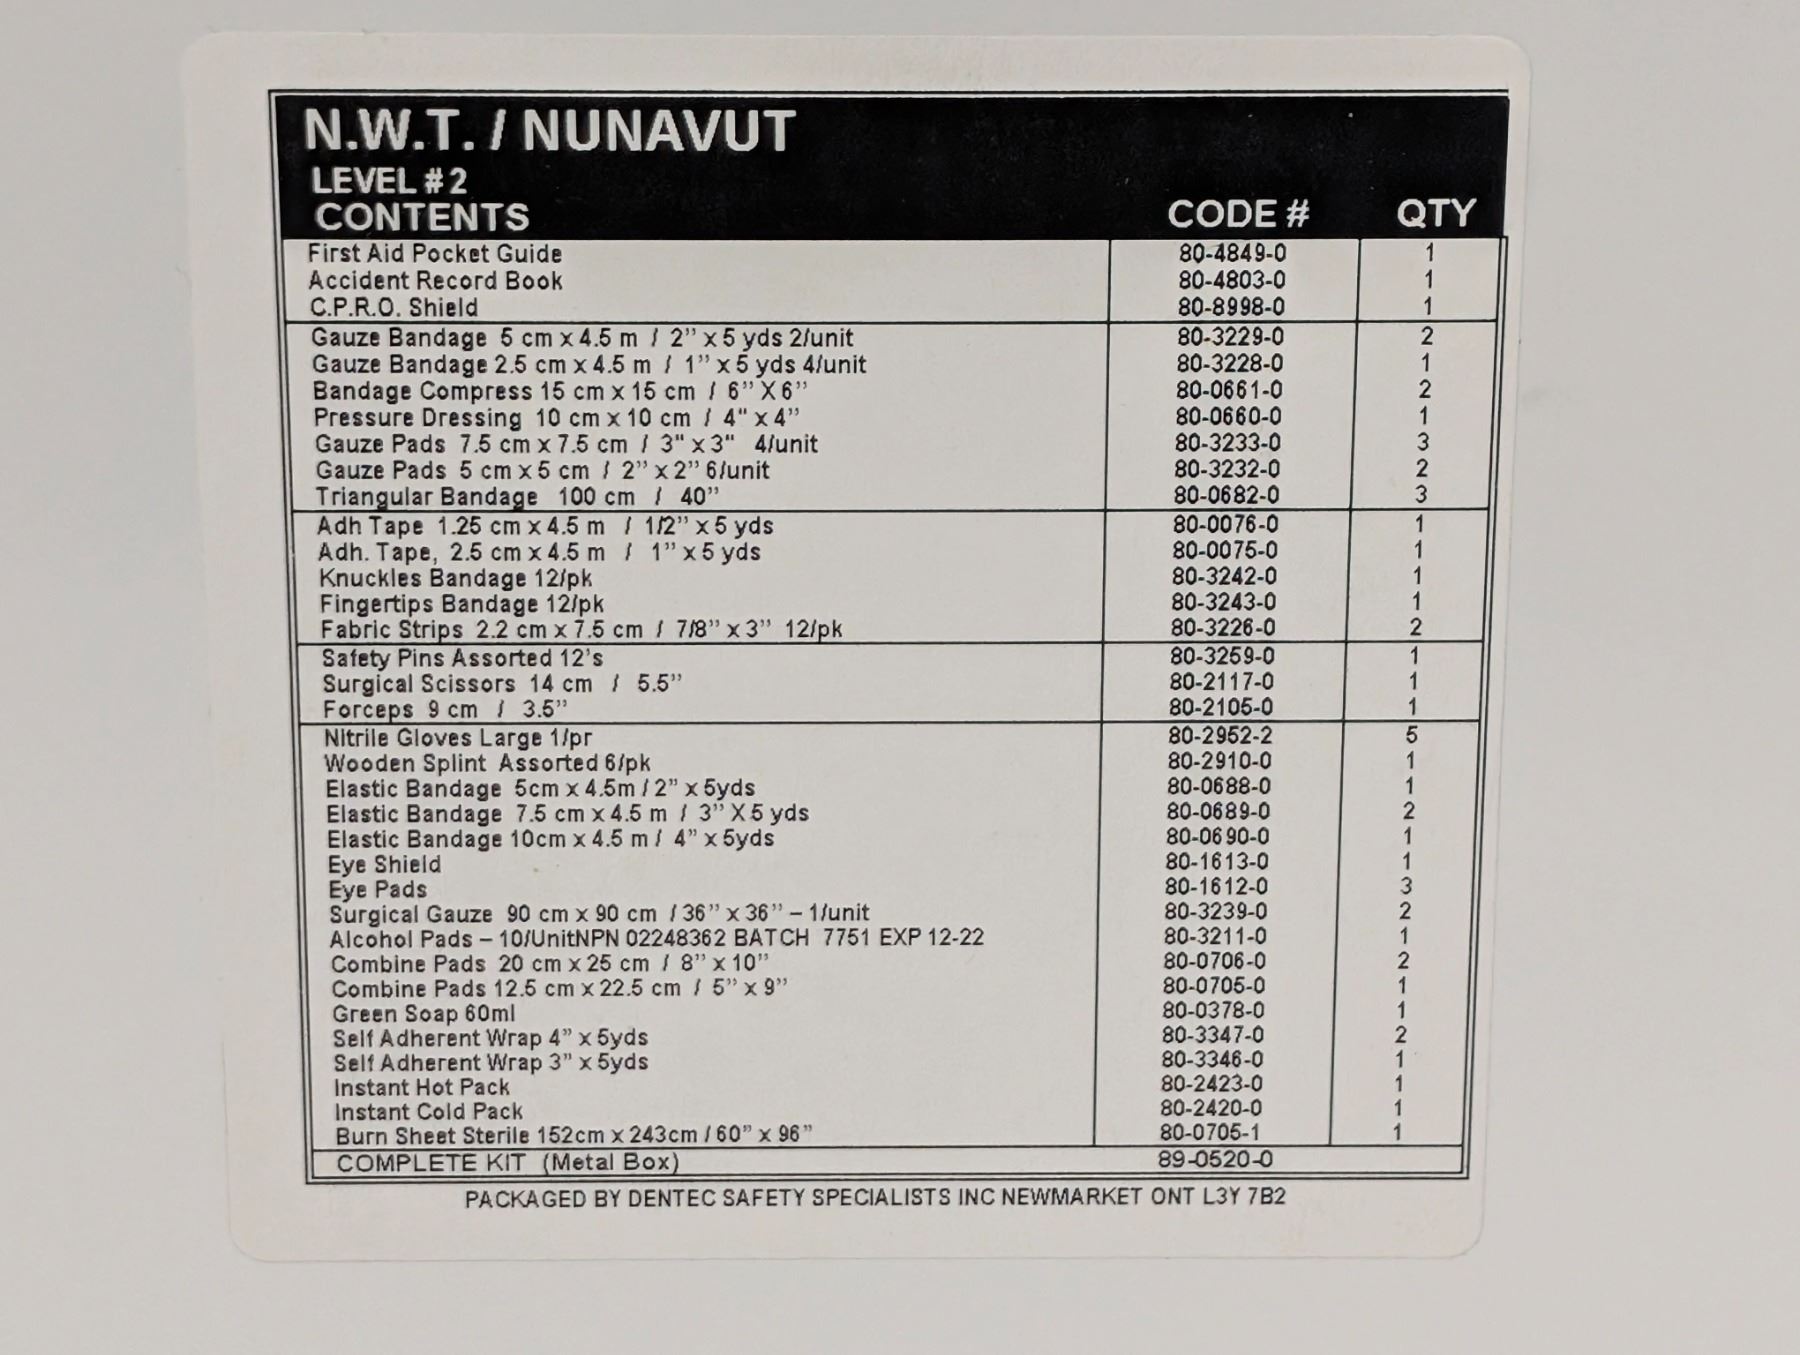 N.W.T. / NUNAVUT
LEVEL # 2
CONTENTS CODE # QTY
First Aid Pocket Guide 80-4849-0 1
Accident Record Book 80-4803-0 1
C.P.R.O. Shield 80-8998-0 1
Gauze Bandage 5 cm x 4.5 m / 2” x 5 yds 2/unit 80-3229-0 2
Gauze Bandage 2.5 cm x 4.5 m / 1” x 5 yds 4/unit 80-3228-0 1
Bandage Compress 15 cm x 15 cm / 6” X 6” 80-0661-0 2
Pressure Dressing 10 cm x 10 cm / 4" x 4” 80-0660-0 1
Gauze Pads 7.5 cm x 7.5 cm / 3" x 3" 4/unit 80-3233-0 3
Gauze Pads 5 cm x 5 cm / 2” x 2” 6/unit 80-3232-0 2
Triangular Bandage 100 cm / 40” 80-0682-0 3
Adh Tape 1.25 cm x 4.5 m / 1/2” x 5 yds 80-0076-0 1
Adh. Tape, 2.5 cm x 4.5 m / 1” x 5 yds 80-0075-0 1
Knuckles Bandage 12/pk 80-3242-0 1
Fingertips Bandage 12/pk 80-3243-0 1
Fabric Strips 2.2 cm x 7.5 cm / 7/8” x 3” 12/pk 80-3226-0 2
Safety Pins Assorted 12's 80-3259-0 1
Surgical Scissors 14 cm / 5.5” 80-2117-0 1
Forceps 9 cm / 3.5” 80-2105-0 1
Nitrile Gloves Large 1/pr 80-2952-2 5
Wooden Splint Assorted 6/pk 80-2910-0 1
Elastic Bandage 5cm x 4.5m / 2” x 5yds 80-0688-0 1
Elastic Bandage 7.5 cm x 4.5 m / 3” X 5 yds 80-0689-0 2
Elastic Bandage 10cm x 4.5 m / 4” x 5yds 80-0690-0 1
Eye Shield 80-1613-0 1
Eye Pads 80-1612-0 3
Surgical Gauze 90 cm x 90 cm / 36” x 36” – 1/unit 80-3239-0 2
Alcohol Pads – 10/UnitNPN 02248362 BATCH 7751 EXP 12-22 80-3211-0 1
Combine Pads 20 cm x 25 cm / 8” x 10” 80-0706-0 2
Combine Pads 12.5 cm x 22.5 cm / 5” x 9” 80-0705-0 1
Green Soap 60ml 80-0378-0 1
Self Adherent Wrap 4” x 5yds 80-3347-0 2
Self Adherent Wrap 3” x 5yds 80-3346-0 1
Instant Hot Pack 80-2423-0 1
Instant Cold Pack 80-2420-0 1
Burn Sheet Sterile 152cm x 243cm / 60” x 96” 80-0705-1 1
COMPLETE KIT (Metal Box) 89-0520-0
PACKAGED BY DENTEC SAFETY SPECIALISTS INC NEWMARKET ONT L3Y 7B2